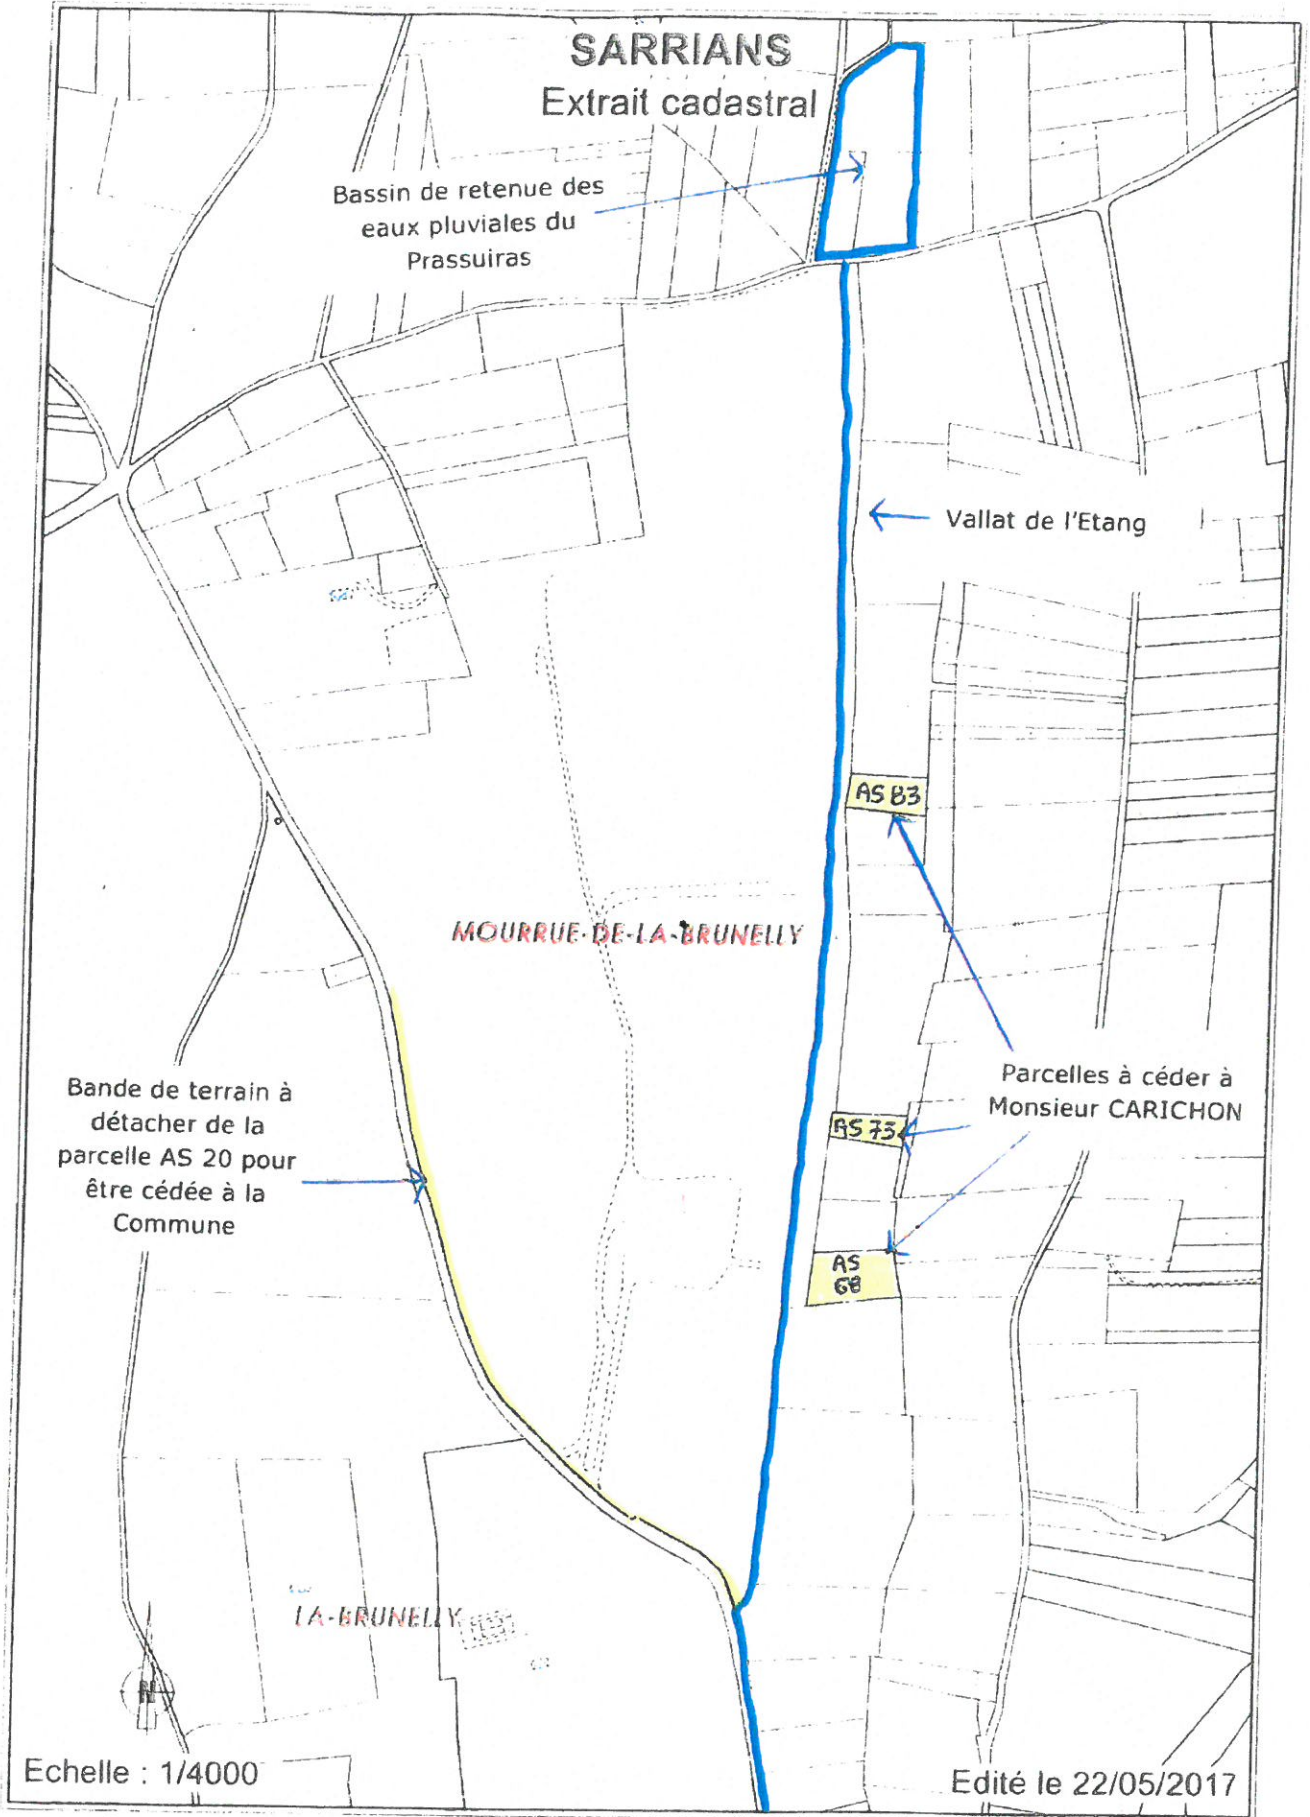 SARRIANS
Extrait cadastral
Bassin de retenue des
eaux pluviales du
Prassuiras
Vallat de l'Etang
AS 83
MOURRUE-DE-LA-BRUNELLY
Parcelles à céder à
Monsieur CARICHON
AS 73
Bande de terrain à
détacher de la
parcelle AS 20 pour
être cédée à la
Commune
AS
68
LA-BRUNELLY
N
Echelle : 1/4000
Edité le 22/05/2017